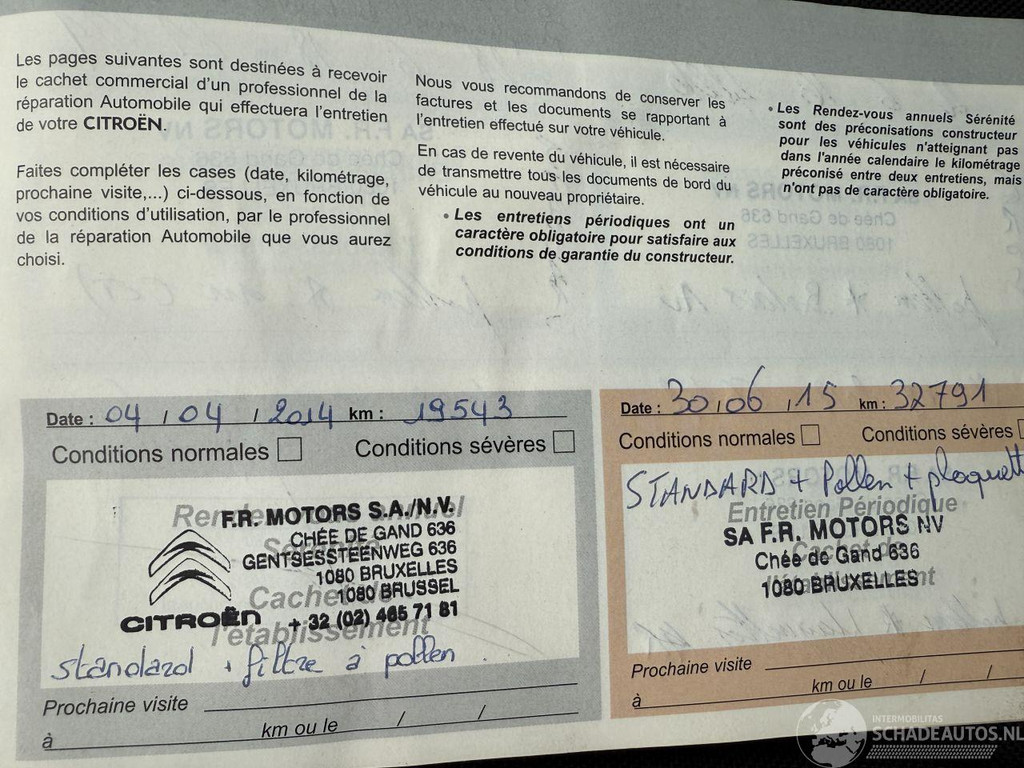 Les pages suivantes sont destinées à recevoir
le cachet commercial d'un professionnel de la
réparation Automobile qui effectuera l'entretien
de votre CITROËN.
Faites compléter les cases (date, kilométrage,
prochaine visite,...) ci-dessous, en fonction de
vos conditions d'utilisation, par le professionnel
de la réparation Automobile que vous aurez
choisi.
Nous vous recommandons de conserver les
factures et les documents se rapportant à
l'entretien effectué sur votre véhicule.
En cas de revente du véhicule, il est nécessaire
de transmettre tous les documents de bord du
véhicule au nouveau propriétaire.
• Les entretiens périodiques ont un
caractère obligatoire pour satisfaire aux
conditions de garantie du constructeur.
• Les Rendez-vous annuels Sérénité
sont des préconisations constructeur
pour les véhicules n'atteignant pas
dans l'année calendaire le kilométrage
préconisé entre deux entretiens, mais
n'ont pas de caractère obligatoire.
Date : 04 / 04 / 2014 km : 19543
Conditions normales
Conditions sévères
F.R. MOTORS S.A./N.V.
CHÉE DE GAND 636
GENTSESTEENWEG 636
1080 BRUXELLES
Cachet de
1080 BRUSSEL
CITROËN
+32 (02) 465 71 81
l'établissement
standard + filtre à pollen
Prochaine visite
à km ou le / /
Date : 30 / 06 / 15 km : 32791
Conditions normales
Conditions sévères
STANDARD + Pollen + plaquett
Entretien Périodique
SA F.R. MOTORS NV
Chée de Gand 636
1080 BRUXELLES
Prochaine visite
à km ou le / /
INTERMOBILITAS
SCHADEAUTOS.NL